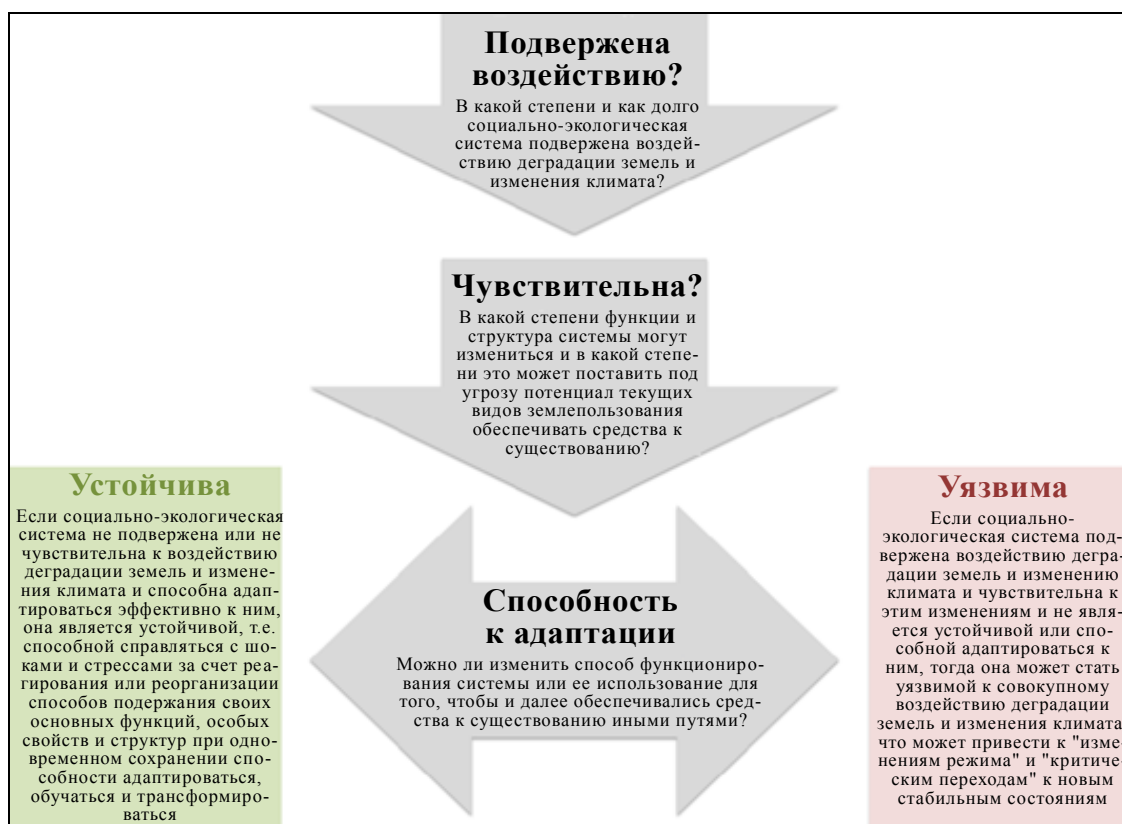 Подвержена
воздействию?
В какой степени и как долго
социально-экологическая
система подвержена воздей-
ствию деградации земель и
изменения климата?
Чувствительна?
В какой степени функции и
структура системы могут
измениться и в какой степе-
ни это может поставить под
угрозу потенциал текущих
видов землепользования
обеспечивать средства к
существованию?
Устойчива
Если социально-экологическая
система не подвержена или не
чувствительна к воздействию
деградации земель и измене-
ния климата и способна адап-
тироваться эффективно к ним,
она является устойчивой, т.е.
способной справляться с шо-
ками и стрессами за счет реа-
гирования или реорганизации
способов подержания своих
основных функций, особых
свойств и структур при одно-
временном сохранении спо-
собности адаптироваться,
обучаться и трансформиро-
ваться
Способность
к адаптации
Можно ли изменить способ функциониро-
вания системы или ее использование для
того, чтобы и далее обеспечивались сред-
ства к существованию иными путями?
Уязвима
Если социально-
экологическая система под-
вержена воздействию дегра-
дации земель и изменению
климата и чувствительна к
этим изменениям и не явля-
ется устойчивой или спо-
собной адаптироваться к
ним, тогда она может стать
уязвимой к совокупному
воздействию деградации
земель и изменения климата,
что может привести к "изме-
нениям режима" и "критиче-
ским переходам" к новым
стабильным состояниям